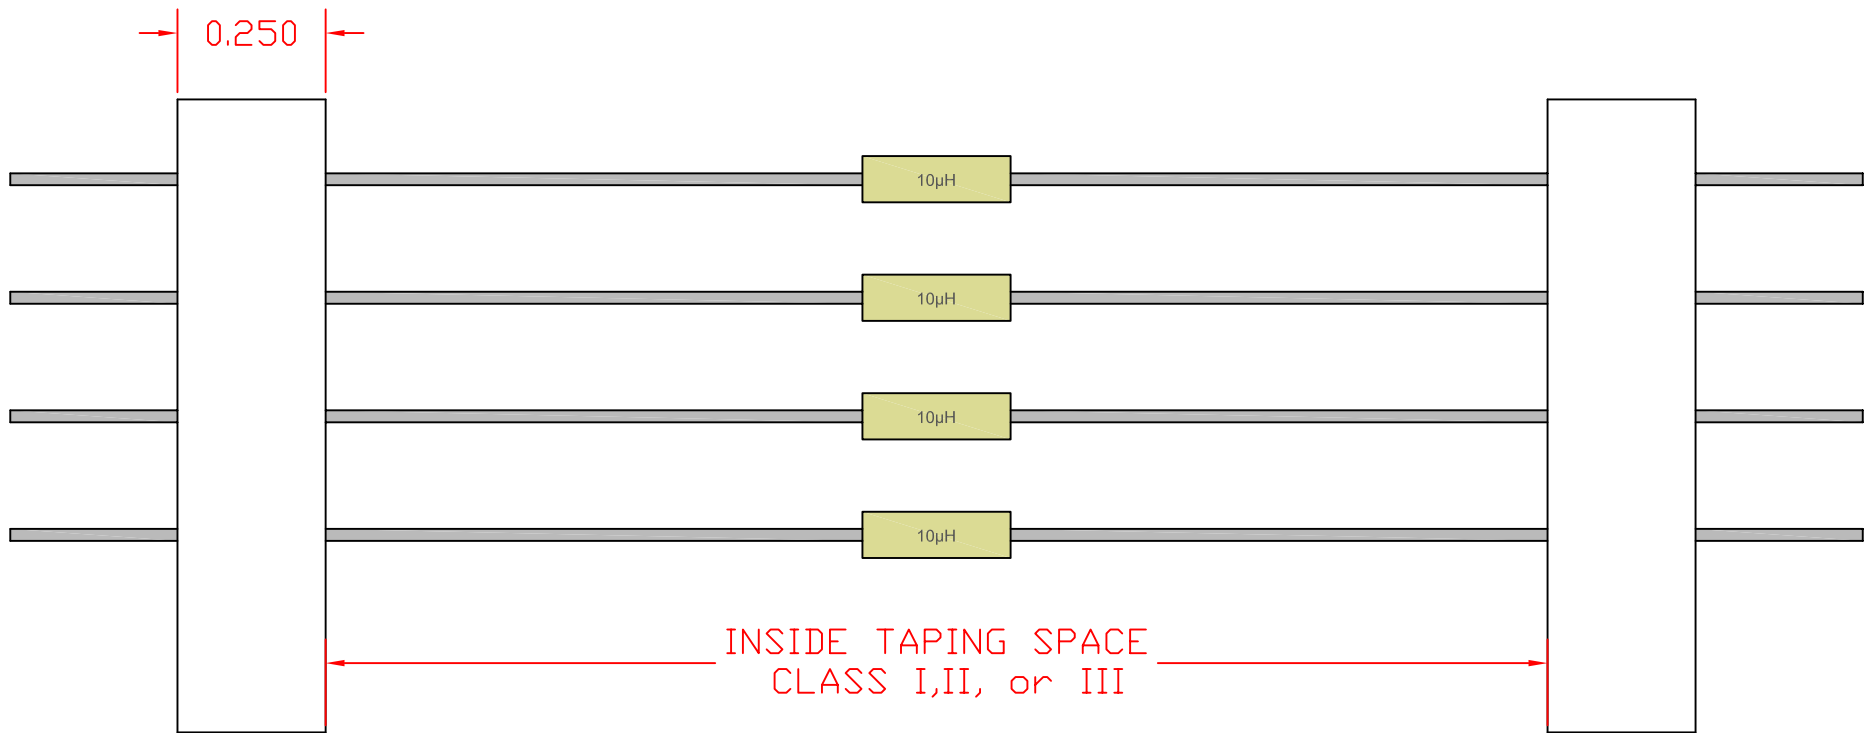 0.250
10µH
10µH
10µH
10µH
INSIDE TAPING SPACE
CLASS I,II, or III